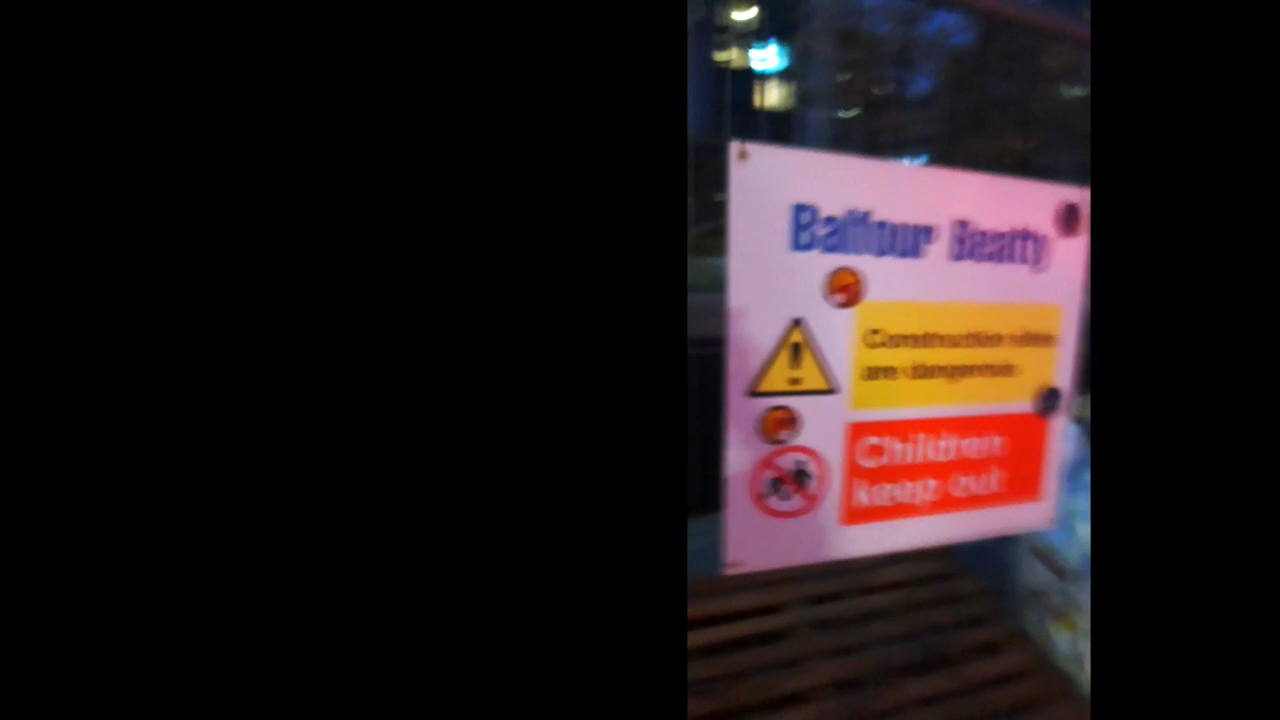 Balfour Beatty
Construction sites
are dangerous
Children
keep out